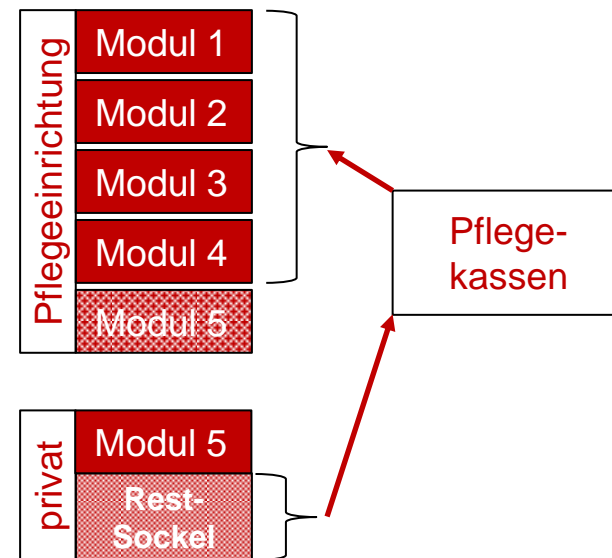 Pflegeeinrichtung
Modul 1
Modul 2
Modul 3
Modul 4
Modul 5
Pflege-
kassen
privat
Modul 5
Rest-
Sockel